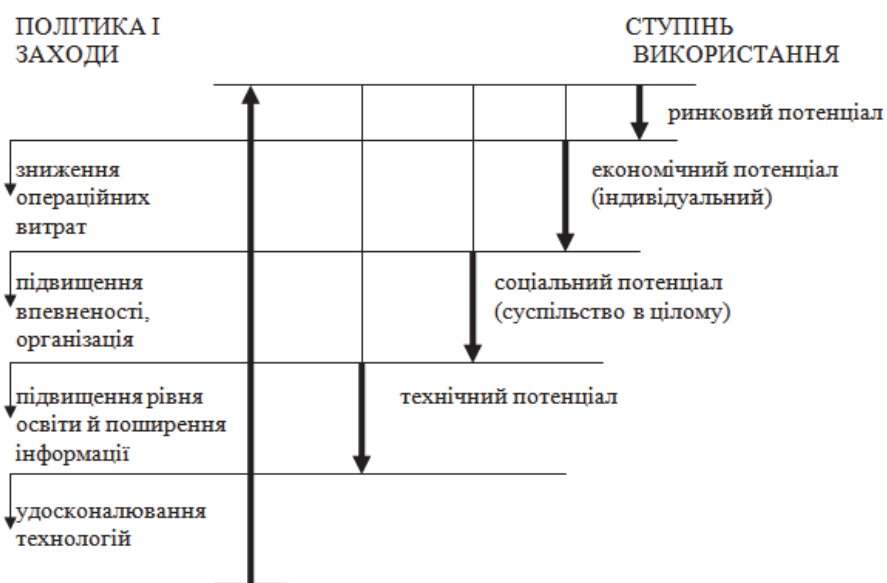 ПОЛІТИКА І
ЗАХОДИ
СТУПІНЬ
ВИКОРИСТАННЯ
ринковий потенціал
зниження
операційних
витрат
економічний потенціал
(індивідуальний)
підвищення
впевненості,
організація
соціальний потенціал
(суспільство в цілому)
підвищення рівня
освіти й поширення
інформації
технічний потенціал
удосконалювання
технологій